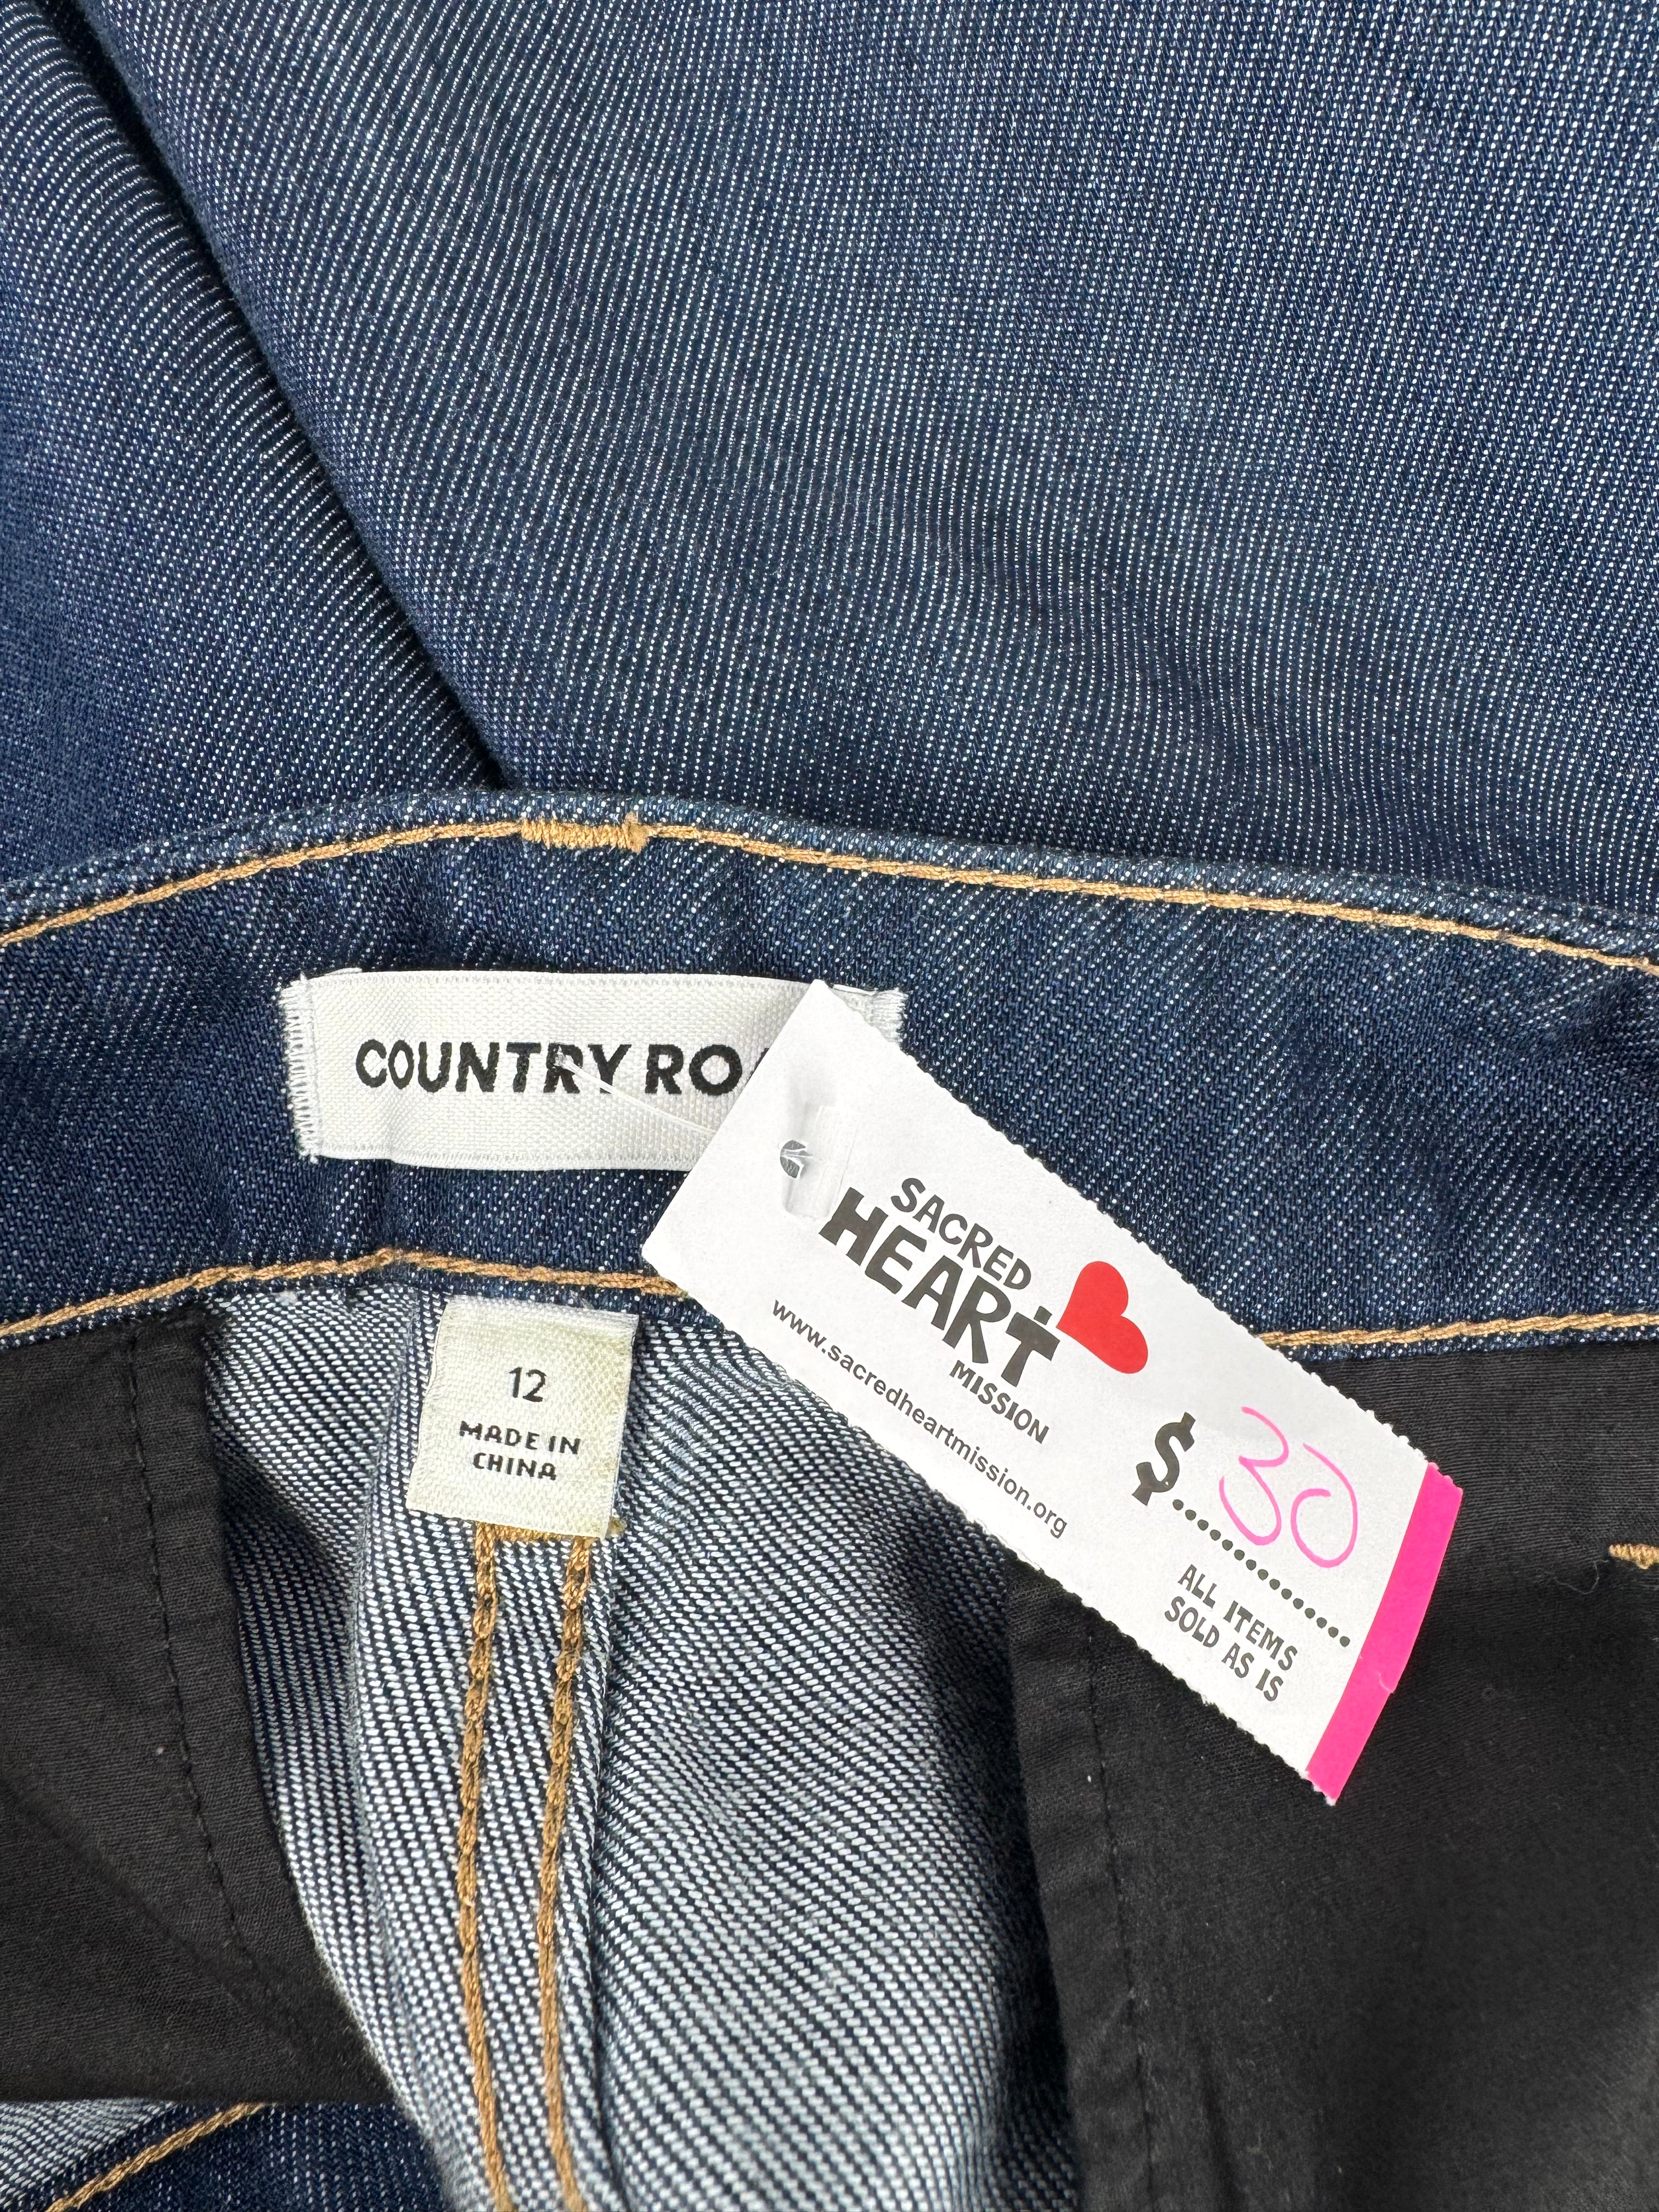 COUNTRY RO
SACRED
HEART
MISSION
www.sacredheartmission.org
$ 30
ALL ITEMS
SOLD AS IS
12
MADE IN
CHINA